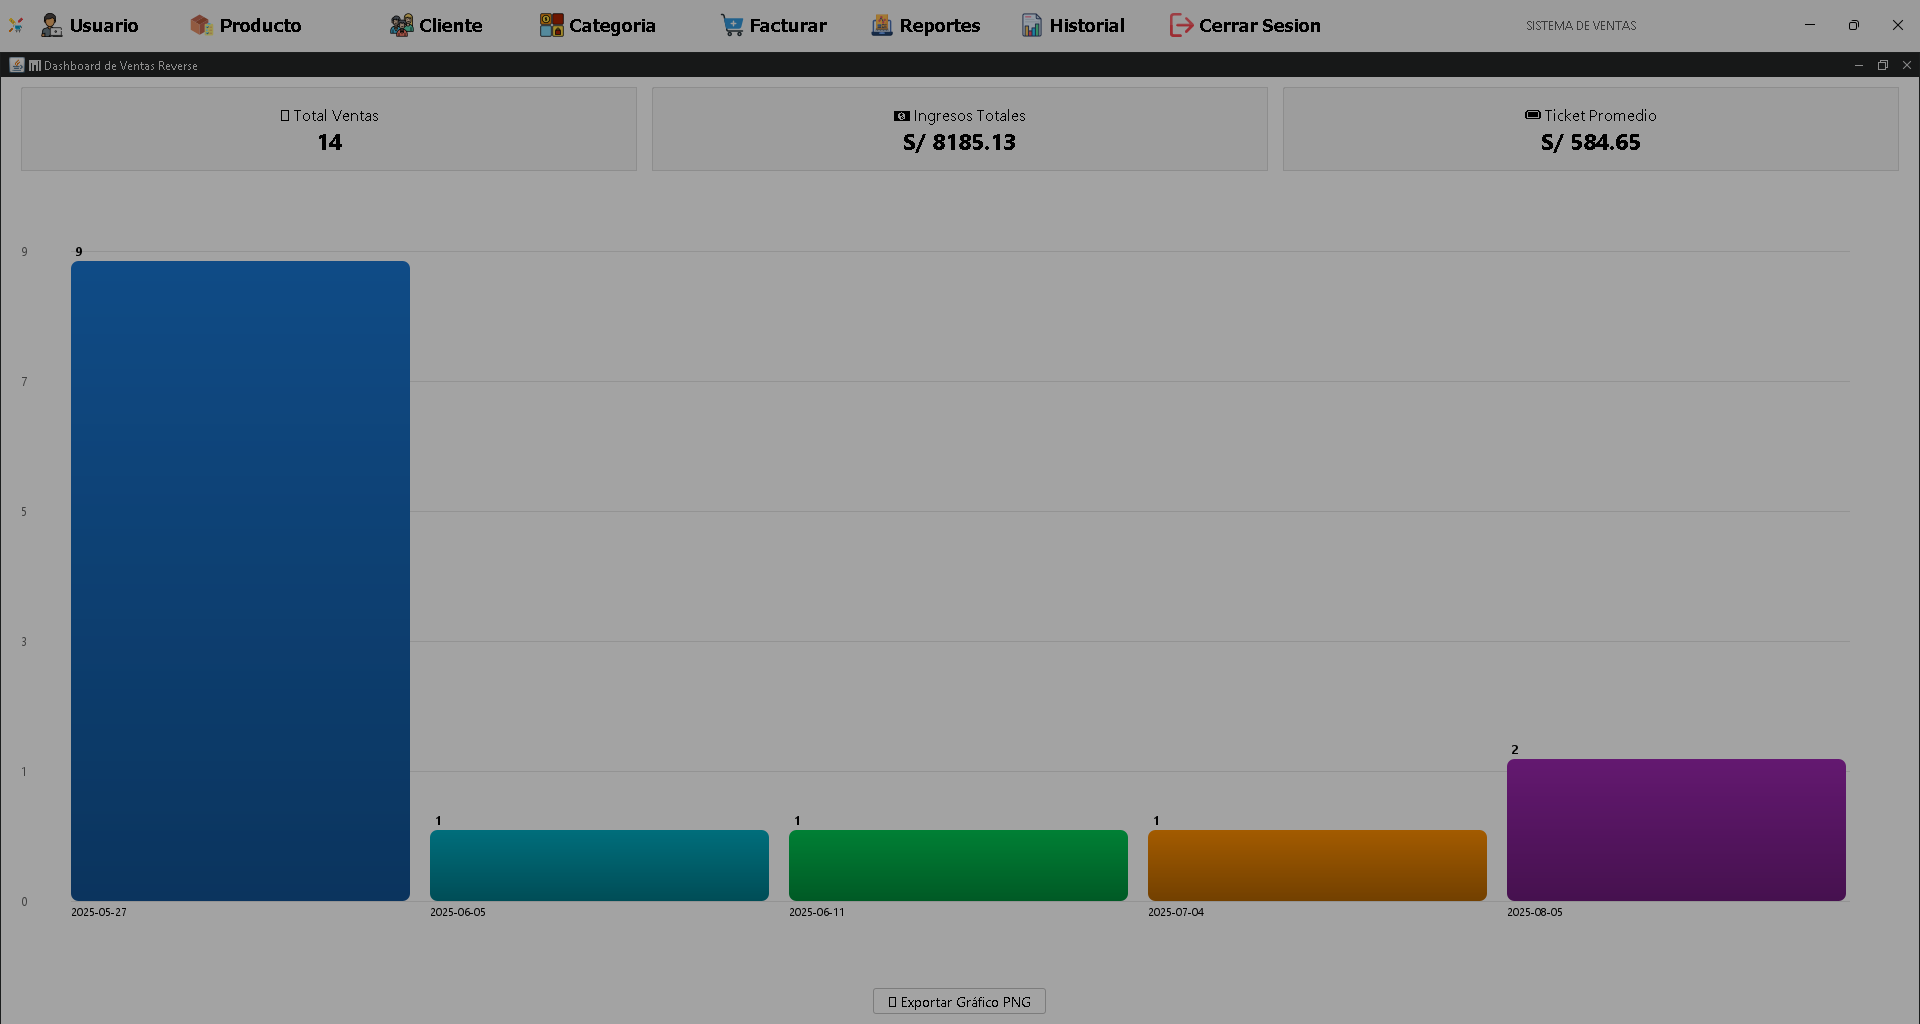 Usuario
Producto
Cliente
Categoria
Facturar
Reportes
Historial
Cerrar Sesion
SISTEMA DE VENTAS
Dashboard de Ventas Reverse
Total Ventas
14
Ingresos Totales
S/ 8185.13
Ticket Promedio
S/ 584.65
9
7
5
3
1
0
9
1
1
1
2
2025-05-27
2025-06-05
2025-06-11
2025-07-04
2025-08-05
Exportar Gráfico PNG